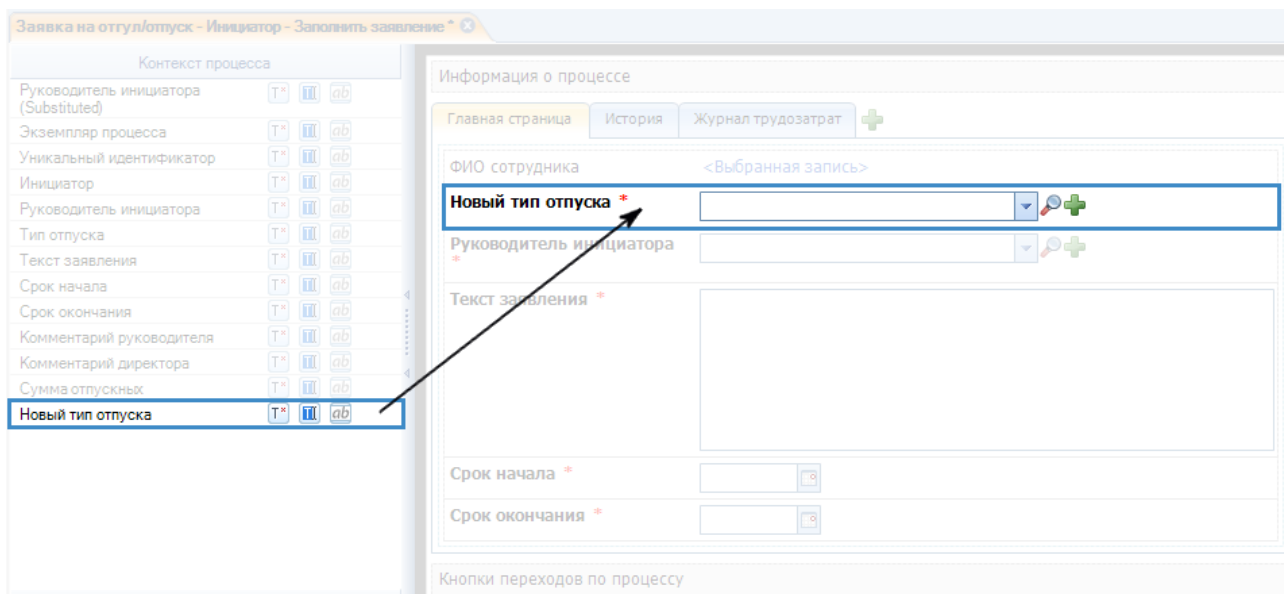 Заявка на отгул/отпуск - Инициатор - Заполнить заявление *
Контекст процесса
Руководитель инициатора
(Substituted)
Экземпляр процесса
Уникальный идентификатор
Инициатор
Руководитель инициатора
Тип отпуска
Текст заявления
Срок начала
Срок окончания
Комментарий руководителя
Комментарий директора
Сумма отпускных
Новый тип отпуска
Информация о процессе
Главная страница История Журнал трудозатрат
ФИО сотрудника <Выбранная запись>
Новый тип отпуска *
Руководитель инициатора
*
Текст заявления *
Срок начала *
Срок окончания *
Кнопки переходов по процессу